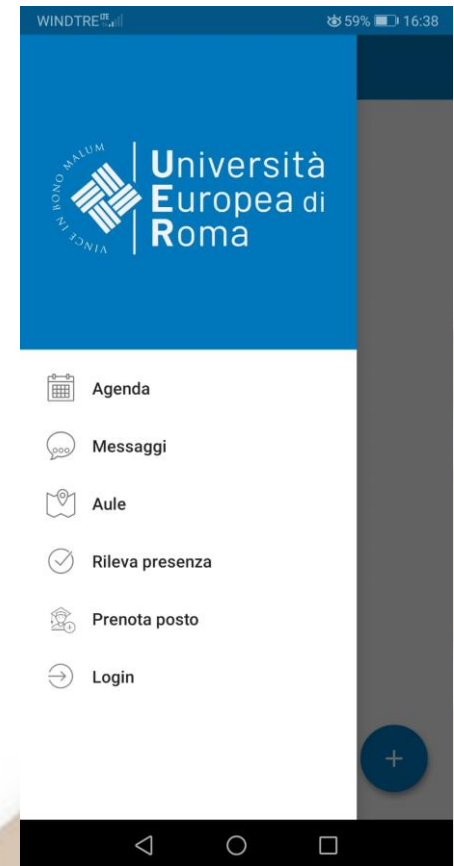 WINDTRE
59% 16:38
VINCE IN BONO MALUM
Università
Europea di
Roma
Agenda
Messaggi
Aule
Rileva presenza
Prenota posto
Login